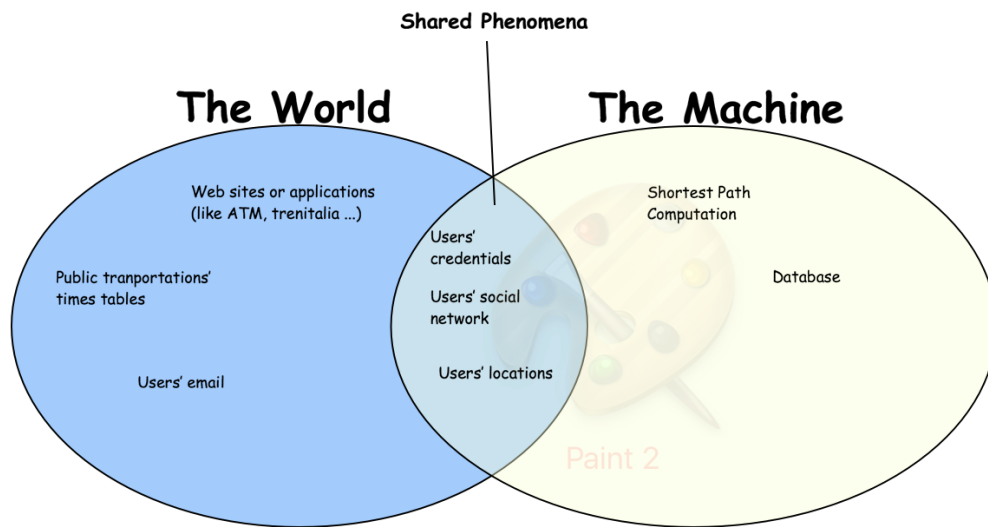 Shared Phenomena
The World
The Machine
Web sites or applications
(like ATM, trenitalia ...)
Shortest Path
Computation
Users’
credentials
Public tranportations’
times tables
Database
Users’ social
network
Users’ email
Users’ locations
Paint 2